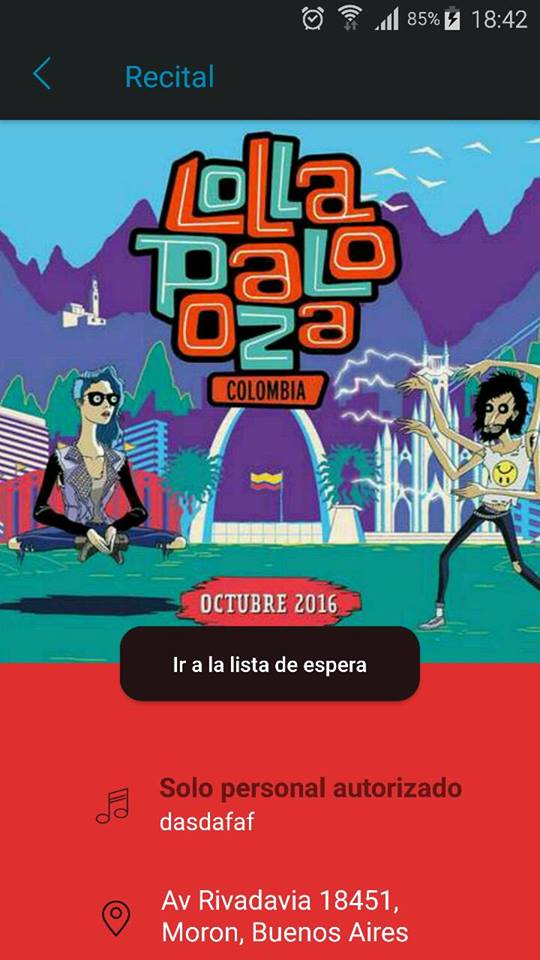 85% 18:42
Recital
Lolla
Palo
oza
COLOMBIA
OCTUBRE 2016
Ir a la lista de espera
Solo personal autorizado
dasdafaf
Av Rivadavia 18451,
Moron, Buenos Aires